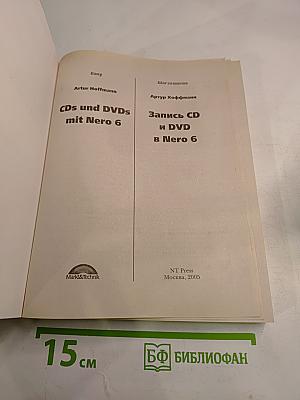 Easy
Artur Hoffmann
CDs und DVDs
mit Nero 6
Markt&Technik
Шаг за шагом
Артур Хоффманн
Запись CD
и DVD
в Nero 6
NT Press
Москва, 2005
15 см
БФ БИБЛИОФАН